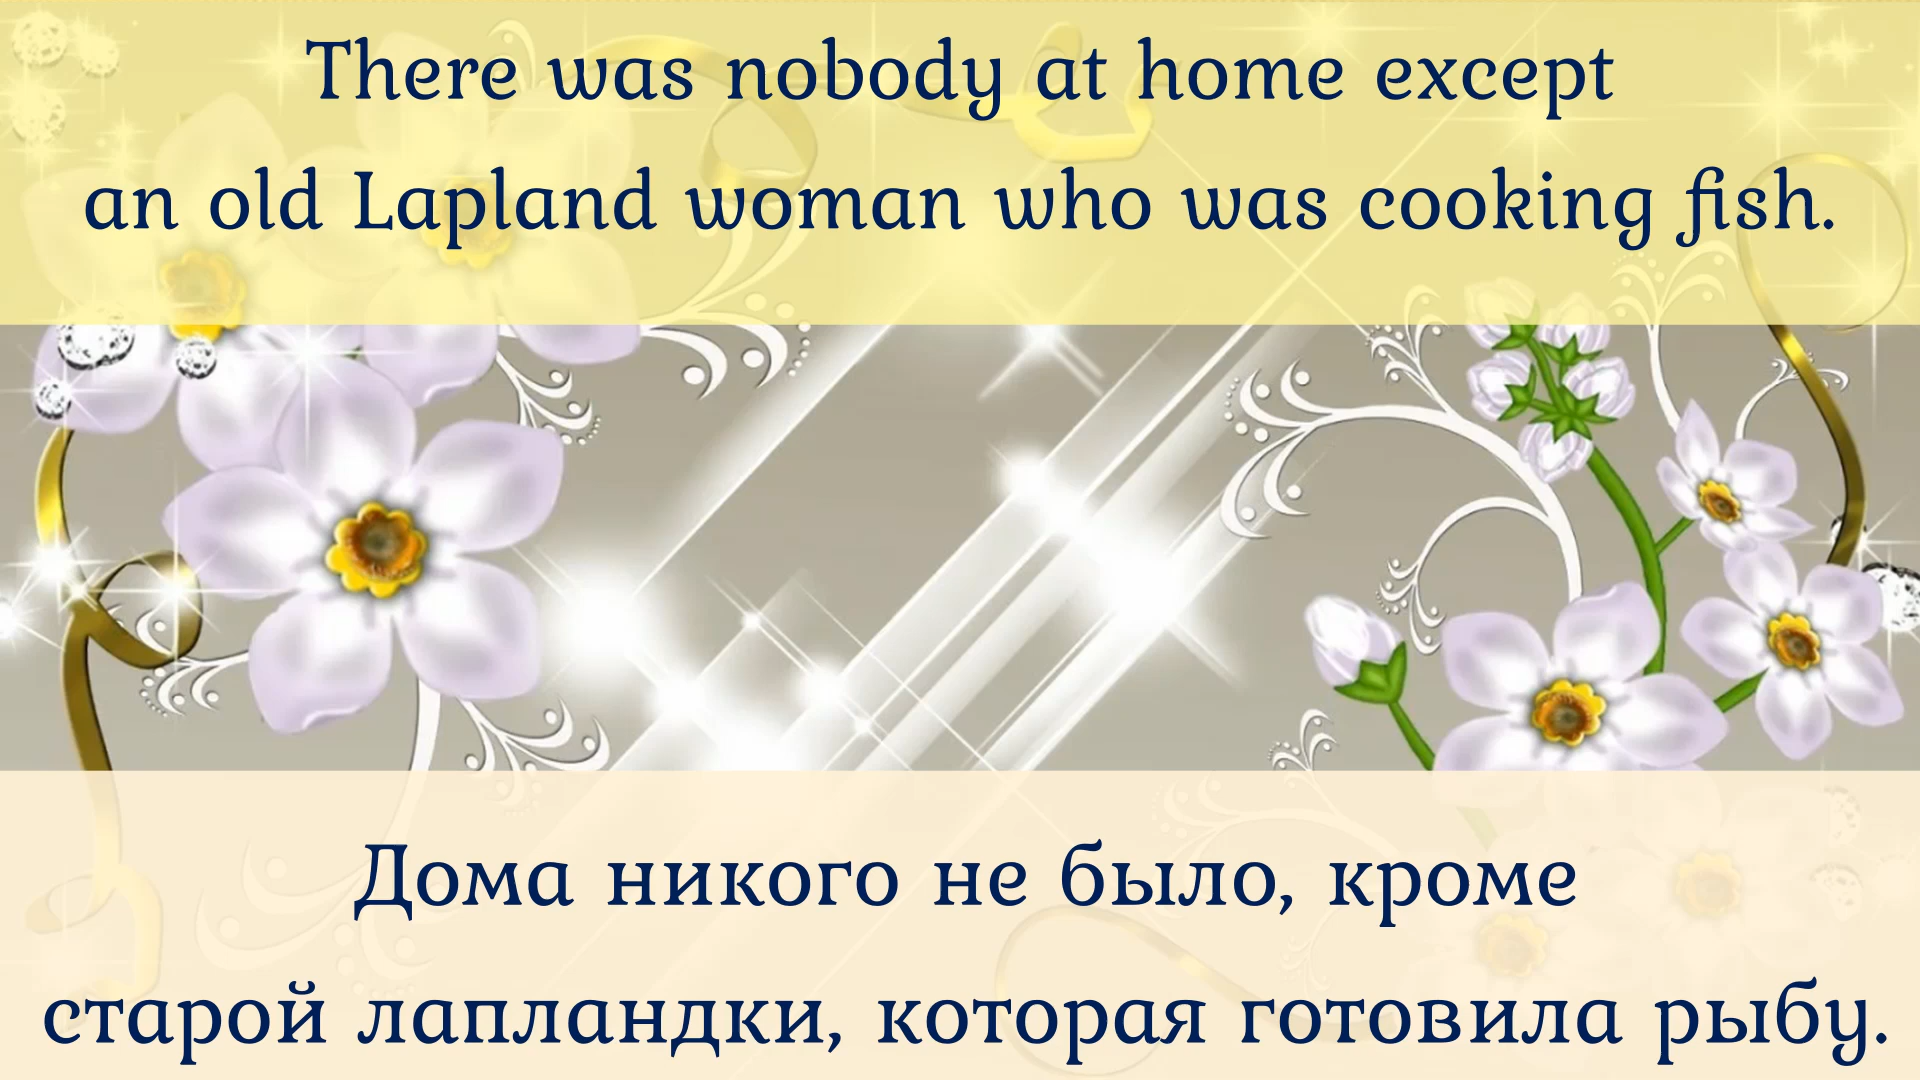 There was nobody at home except
an old Lapland woman who was cooking fish.
Дома никого не было, кроме
старой лапландки, которая готовила рыбу.